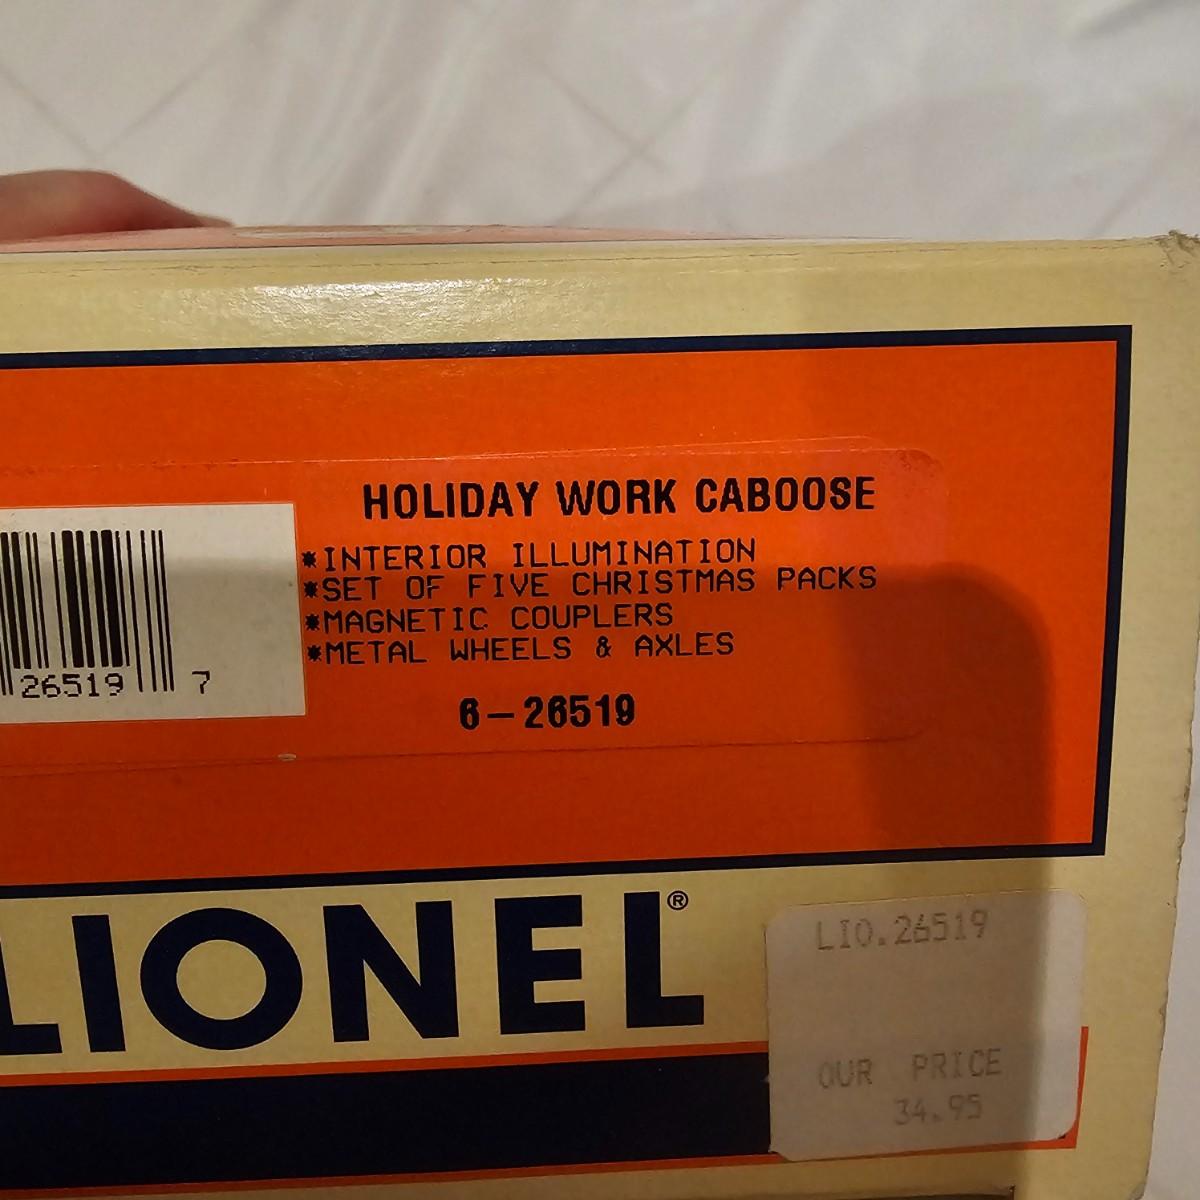 HOLIDAY WORK CABOOSE
*INTERIOR ILLUMINATION
*SET OF FIVE CHRISTMAS PACKS
*MAGNETIC COUPLERS
*METAL WHEELS & AXLES
26519 7
6-26519
LIONEL®
LIO.26519
OUR PRICE
34.95